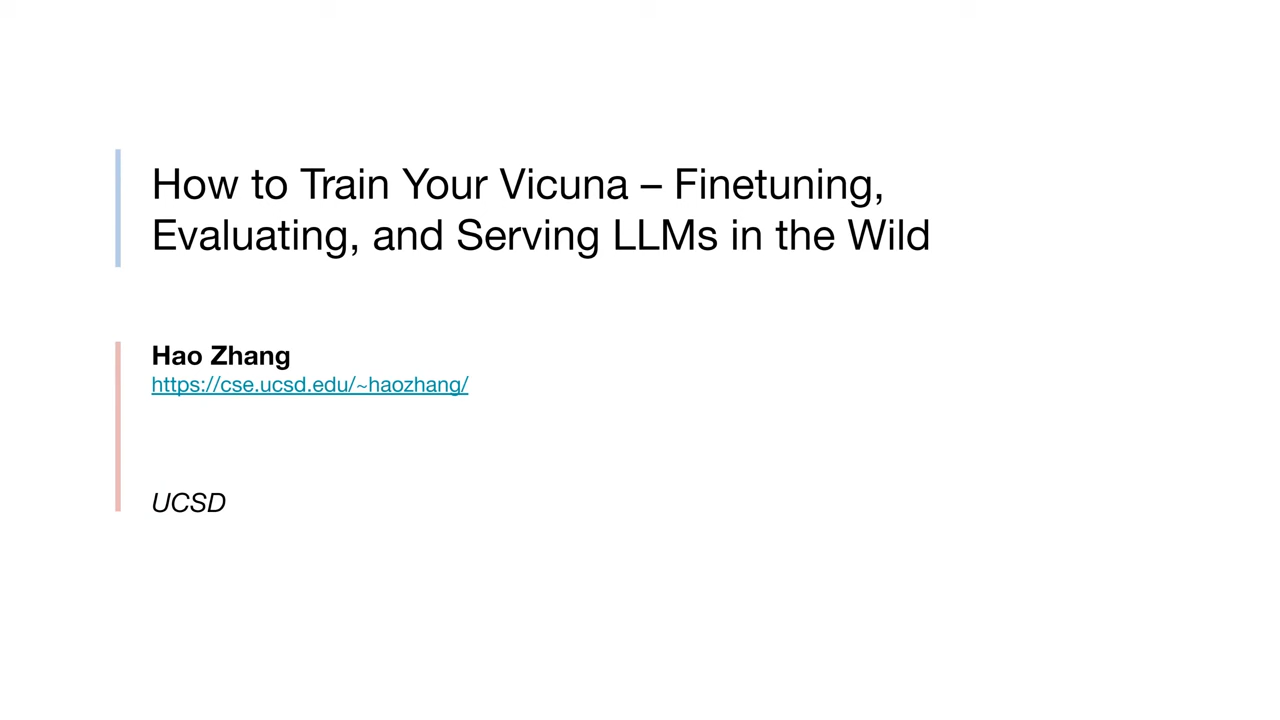 How to Train Your Vicuna – Finetuning,
Evaluating, and Serving LLMs in the Wild
Hao Zhang
https://cse.ucsd.edu/~haozhang/
UCSD